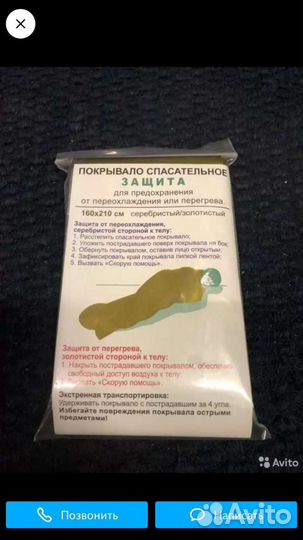 ПОКРЫВАЛО СПАСАТЕЛЬНОЕ
ЗАЩИТА
для предохранения
от переохлаждения или перегрева.
160х210 см серебристый/золотистый
Защита от переохлаждения,
серебристой стороной к телу:
1. Расстелить спасательное покрывало;
2. Уложить пострадавшего поверх покрывала на бок;
3. Обернуть покрывалом, оставив лицо открытым;
4. Зафиксировать край покрывала липкой лентой;
5. Вызвать «Скорую помощь».
Защита от перегрева,
золотистой стороной к телу:
1. Накрыть пострадавшего покрывалом, обеспечив
свободный доступ воздуха к телу;
Вызвать «Скорую помощь».
Экстренная транспортировка:
Удерживать покрывало с пострадавшим за 4 угла.
Избегайте повреждения покрывала острыми
предметами!
Avito
Позвонить
Написать
Avito